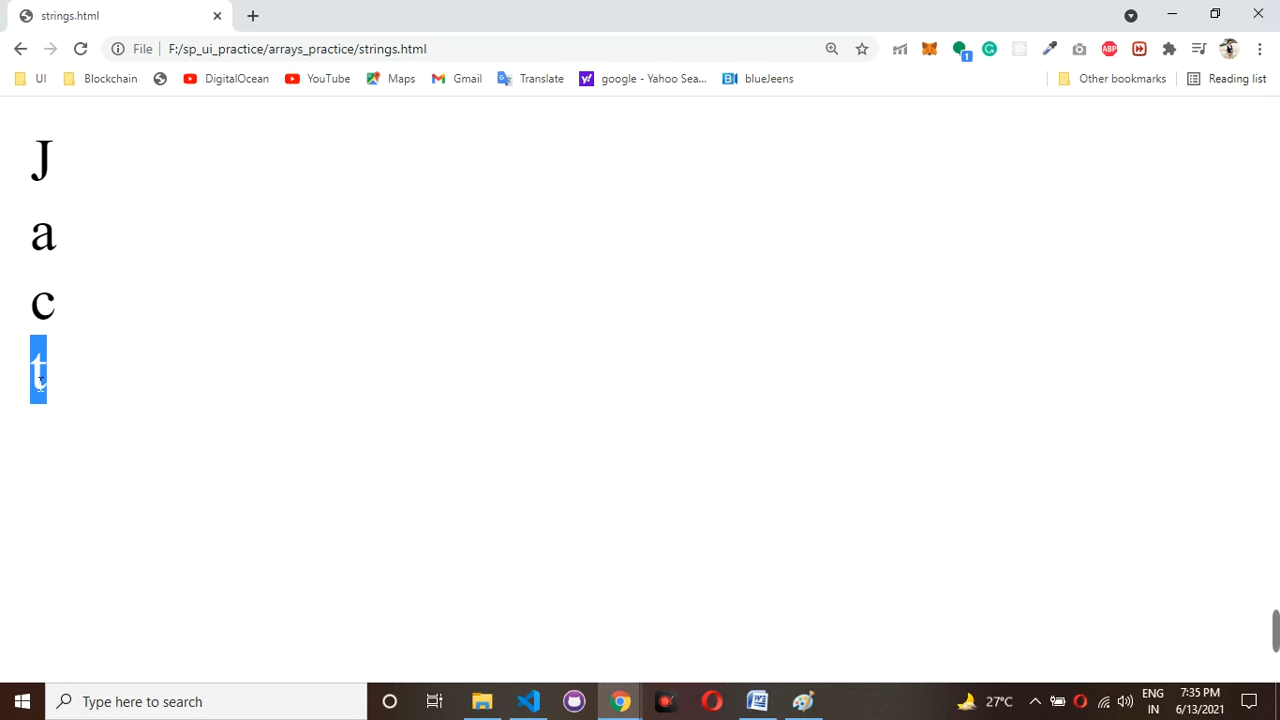 strings.html
File F:/sp_ui_practice/arrays_practice/strings.html
UI Blockchain DigitalOcean YouTube Maps Gmail Translate google - Yahoo Sea... blueJeens Other bookmarks Reading list
J
a
c
t
Type here to search 27°C ENG IN 7:35 PM 6/13/2021